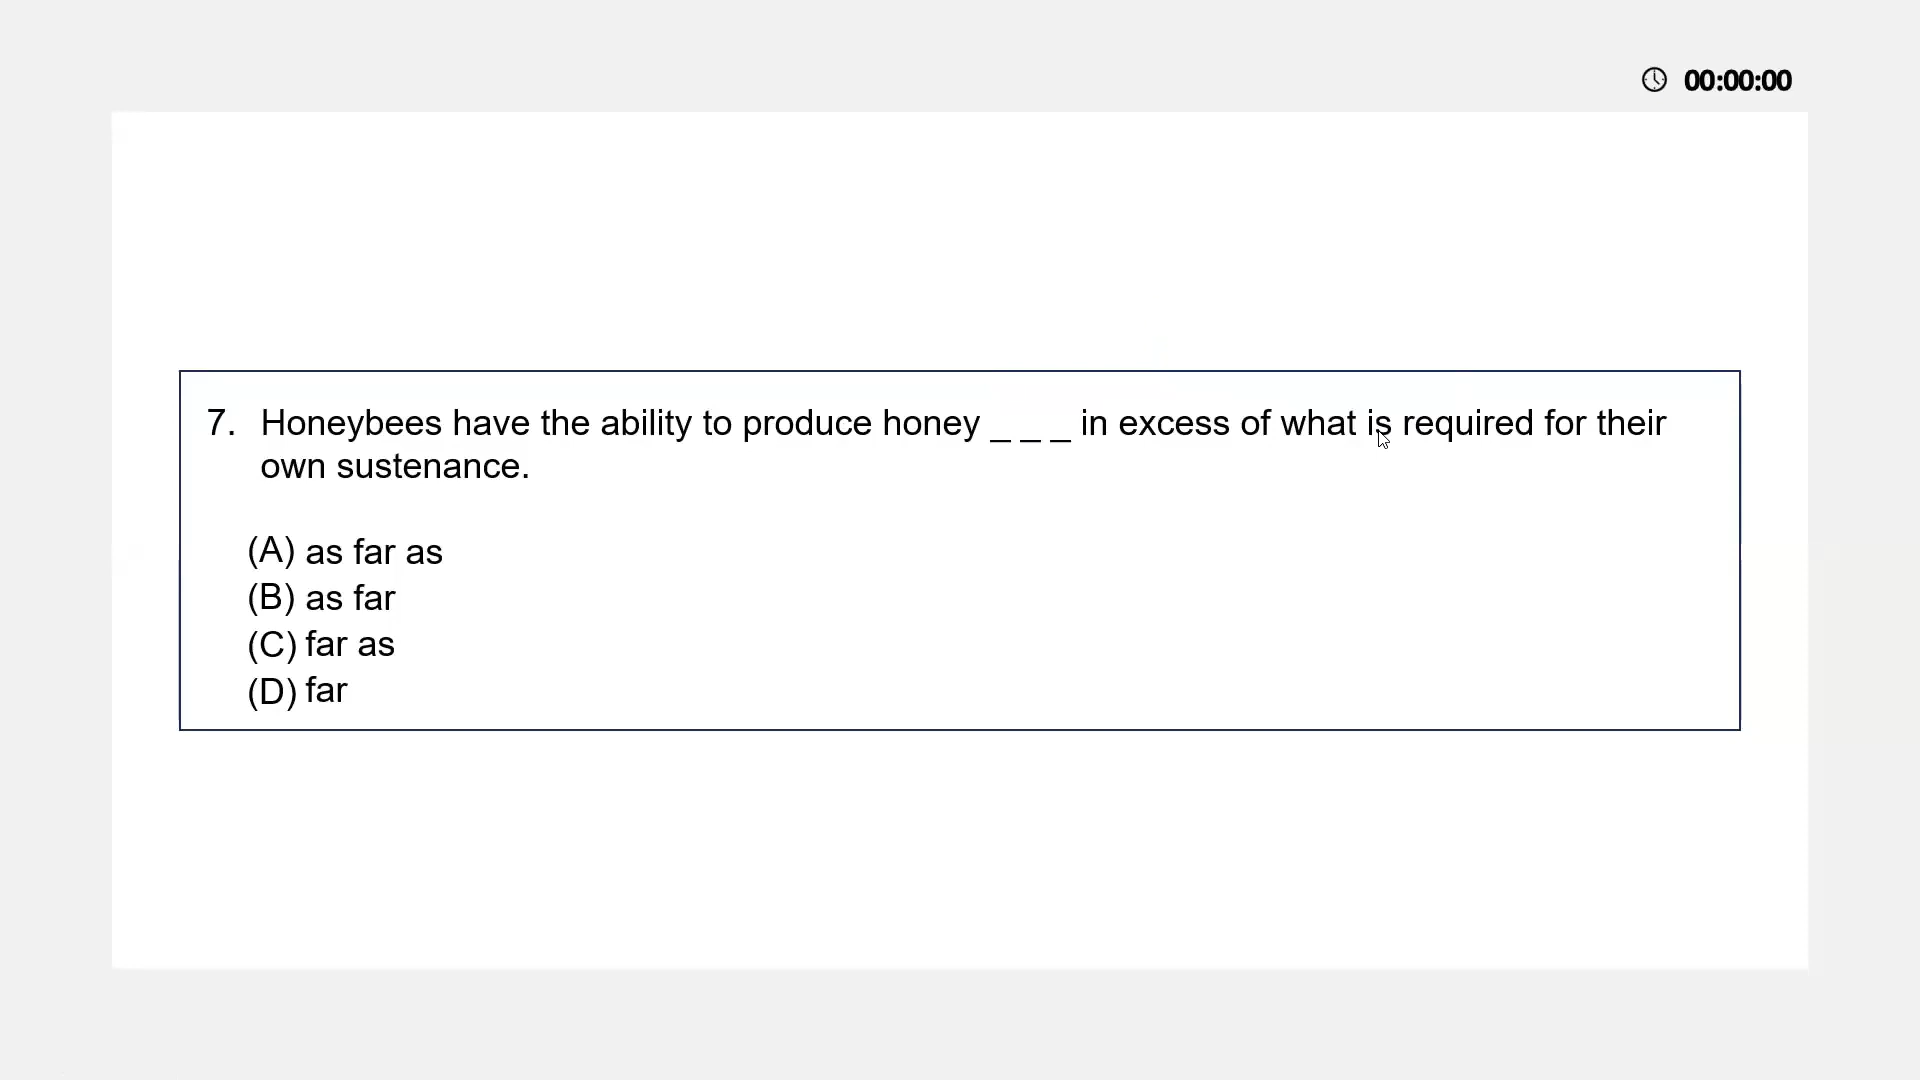 00:00:00
7. Honeybees have the ability to produce honey _ _ _ in excess of what is required for their
own sustenance.
(A) as far as
(B) as far
(C) far as
(D) far